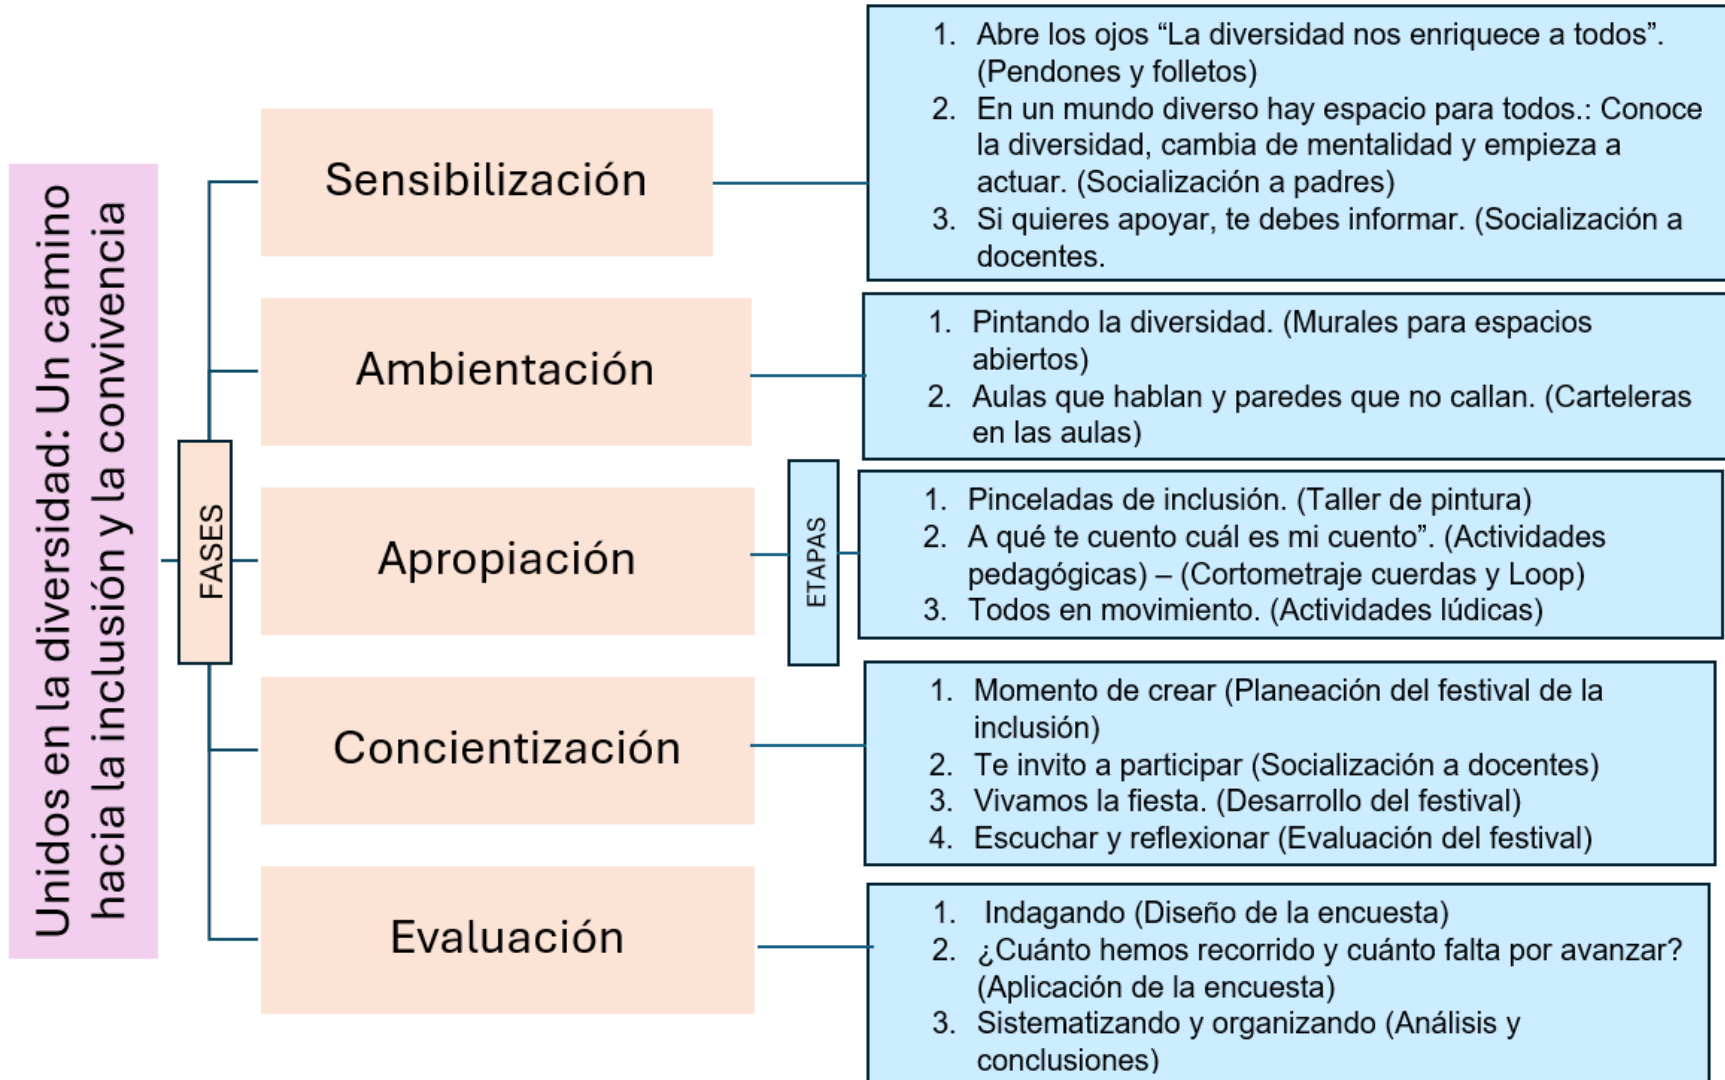 Unidos en la diversidad: Un camino
hacia la inclusión y la convivencia
FASES
Sensibilización
1. Abre los ojos “La diversidad nos enriquece a todos”.
(Pendones y folletos)
2. En un mundo diverso hay espacio para todos.: Conoce
la diversidad, cambia de mentalidad y empieza a
actuar. (Socialización a padres)
3. Si quieres apoyar, te debes informar. (Socialización a
docentes.
Ambientación
1. Pintando la diversidad. (Murales para espacios
abiertos)
2. Aulas que hablan y paredes que no callan. (Carteleras
en las aulas)
Apropiación
ETAPAS
1. Pinceladas de inclusión. (Taller de pintura)
2. A qué te cuento cuál es mi cuento”. (Actividades
pedagógicas) – (Cortometraje cuerdas y Loop)
3. Todos en movimiento. (Actividades lúdicas)
Concientización
1. Momento de crear (Planeación del festival de la
inclusión)
2. Te invito a participar (Socialización a docentes)
3. Vivamos la fiesta. (Desarrollo del festival)
4. Escuchar y reflexionar (Evaluación del festival)
Evaluación
1. Indagando (Diseño de la encuesta)
2. ¿Cuánto hemos recorrido y cuánto falta por avanzar?
(Aplicación de la encuesta)
3. Sistematizando y organizando (Análisis y
conclusiones)